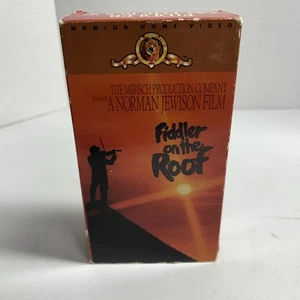 MGM/UA HOME VIDEO
THE MIRISCH PRODUCTION COMPANY
A NORMAN JEWISON FILM
Fiddler
on the
Roof